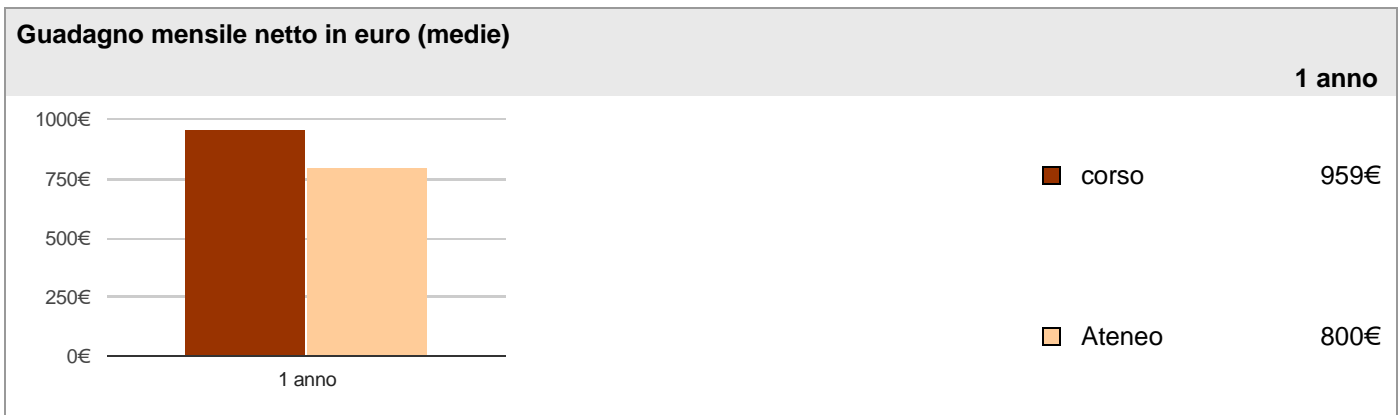 Guadagno mensile netto in euro (medie)
1 anno
1000€
750€
500€
250€
0€
1 anno
corso 959€
Ateneo 800€